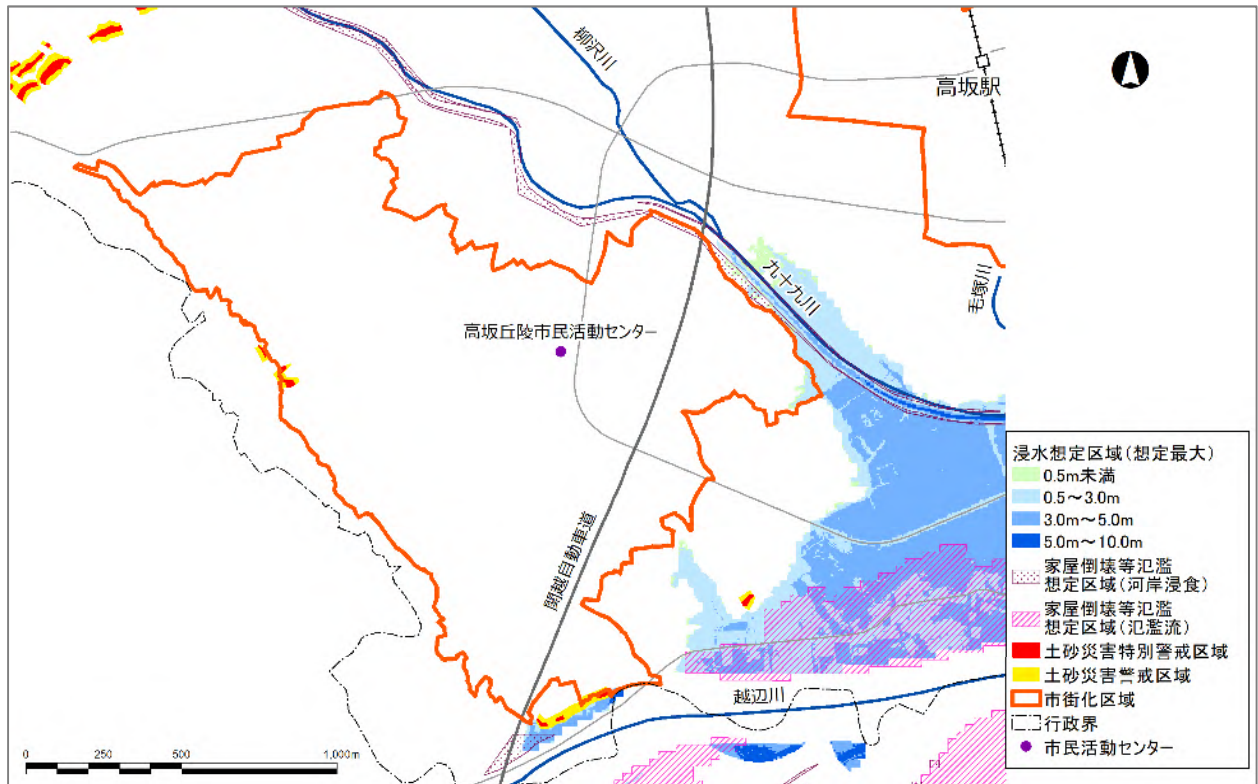 柳沢川
高坂駅
九十九川
毛塚川
高坂丘陵市民活動センター
関越自動車道
越辺川
0 250 500 1,000m
浸水想定区域(想定最大)
0.5m未満
0.5～3.0m
3.0m～5.0m
5.0m～10.0m
家屋倒壊等氾濫
想定区域(河岸浸食)
家屋倒壊等氾濫
想定区域(氾濫流)
土砂災害特別警戒区域
土砂災害警戒区域
市街化区域
行政界
市民活動センター